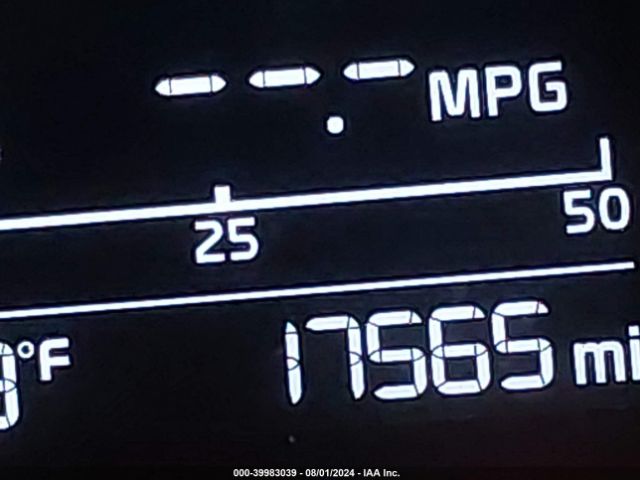 --.- MPG
25 50
°F 17565 mi
000-39983039 - 08/01/2024 - IAA Inc.